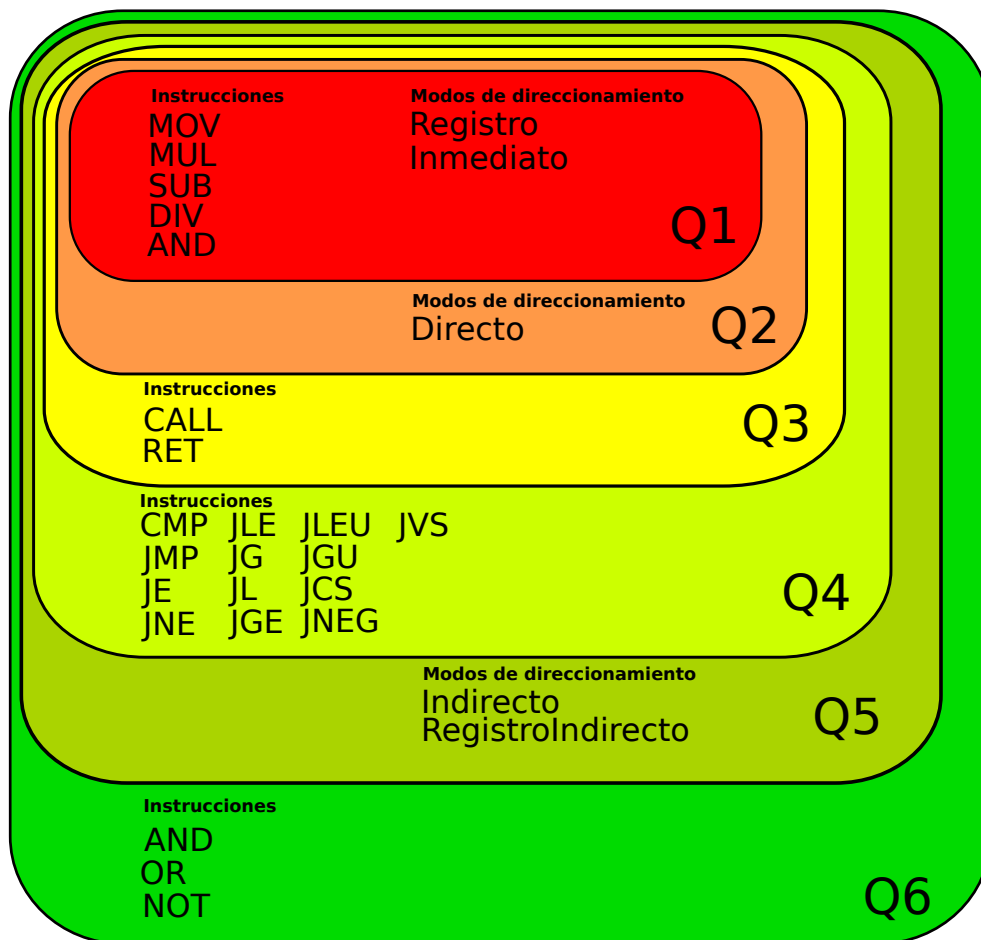 Instrucciones
MOV
MUL
SUB
DIV
AND
Modos de direccionamiento
Registro
Inmediato
Q1
Modos de direccionamiento
Directo
Q2
Instrucciones
CALL
RET
Q3
Instrucciones
CMP JLE JLEU JVS
JMP JG JGU
JE JL JCS
JNE JGE JNEG
Q4
Modos de direccionamiento
Indirecto
RegistroIndirecto
Q5
Instrucciones
AND
OR
NOT
Q6